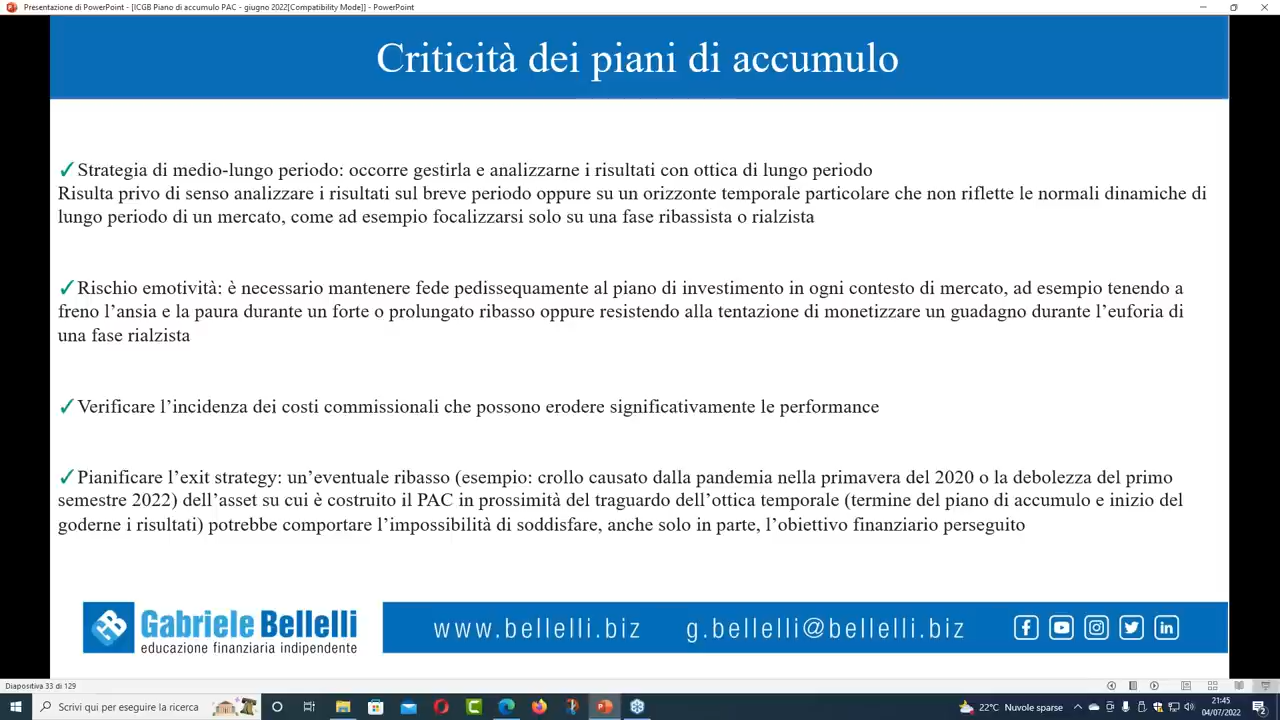 Presentazione di PowerPoint - [ICGB Piano di accumulo PAC - giugno 2022[Compatibility Mode]] - PowerPoint
Criticità dei piani di accumulo
✓Strategia di medio-lungo periodo: occorre gestirla e analizzarne i risultati con ottica di lungo periodo
Risulta privo di senso analizzare i risultati sul breve periodo oppure su un orizzonte temporale particolare che non riflette le normali dinamiche di
lungo periodo di un mercato, come ad esempio focalizzarsi solo su una fase ribassista o rialzista
✓Rischio emotività: è necessario mantenere fede pedissequamente al piano di investimento in ogni contesto di mercato, ad esempio tenendo a
freno l’ansia e la paura durante un forte o prolungato ribasso oppure resistendo alla tentazione di monetizzare un guadagno durante l’euforia di
una fase rialzista
✓Verificare l’incidenza dei costi commissionali che possono erodere significativamente le performance
✓Pianificare l’exit strategy: un’eventuale ribasso (esempio: crollo causato dalla pandemia nella primavera del 2020 o la debolezza del primo
semestre 2022) dell’asset su cui è costruito il PAC in prossimità del traguardo dell’ottica temporale (termine del piano di accumulo e inizio del
goderne i risultati) potrebbe comportare l’impossibilità di soddisfare, anche solo in parte, l’obiettivo finanziario perseguito
Gabriele Bellelli
educazione finanziaria indipendente
www.bellelli.biz g.bellelli@bellelli.biz
Diapositiva 33 di 129
Scrivi qui per eseguire la ricerca
22°C Nuvole sparse
21:45
04/07/2022